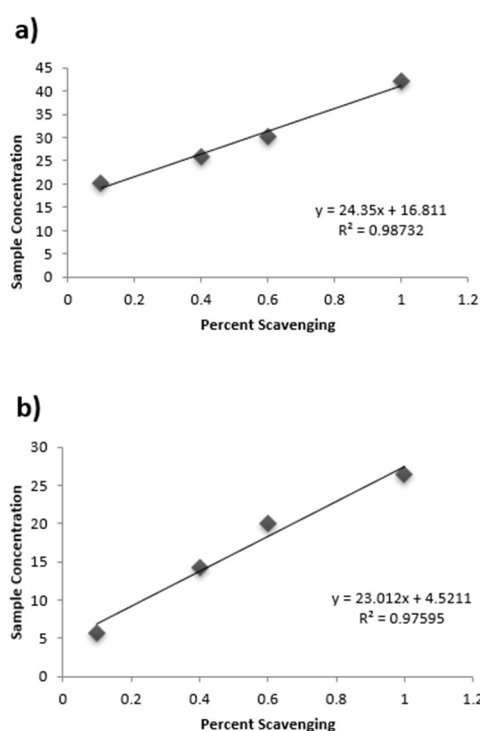 a)
45
40
35
30
25
20
15
10
5
0
Sample Concentration
y = 24.35x + 16.811
R² = 0.98732
0 0.2 0.4 0.6 0.8 1 1.2
Percent Scavenging
b)
30
25
20
15
10
5
0
Sample Concentration
y = 23.012x + 4.5211
R² = 0.97595
0 0.2 0.4 0.6 0.8 1 1.2
Percent Scavenging